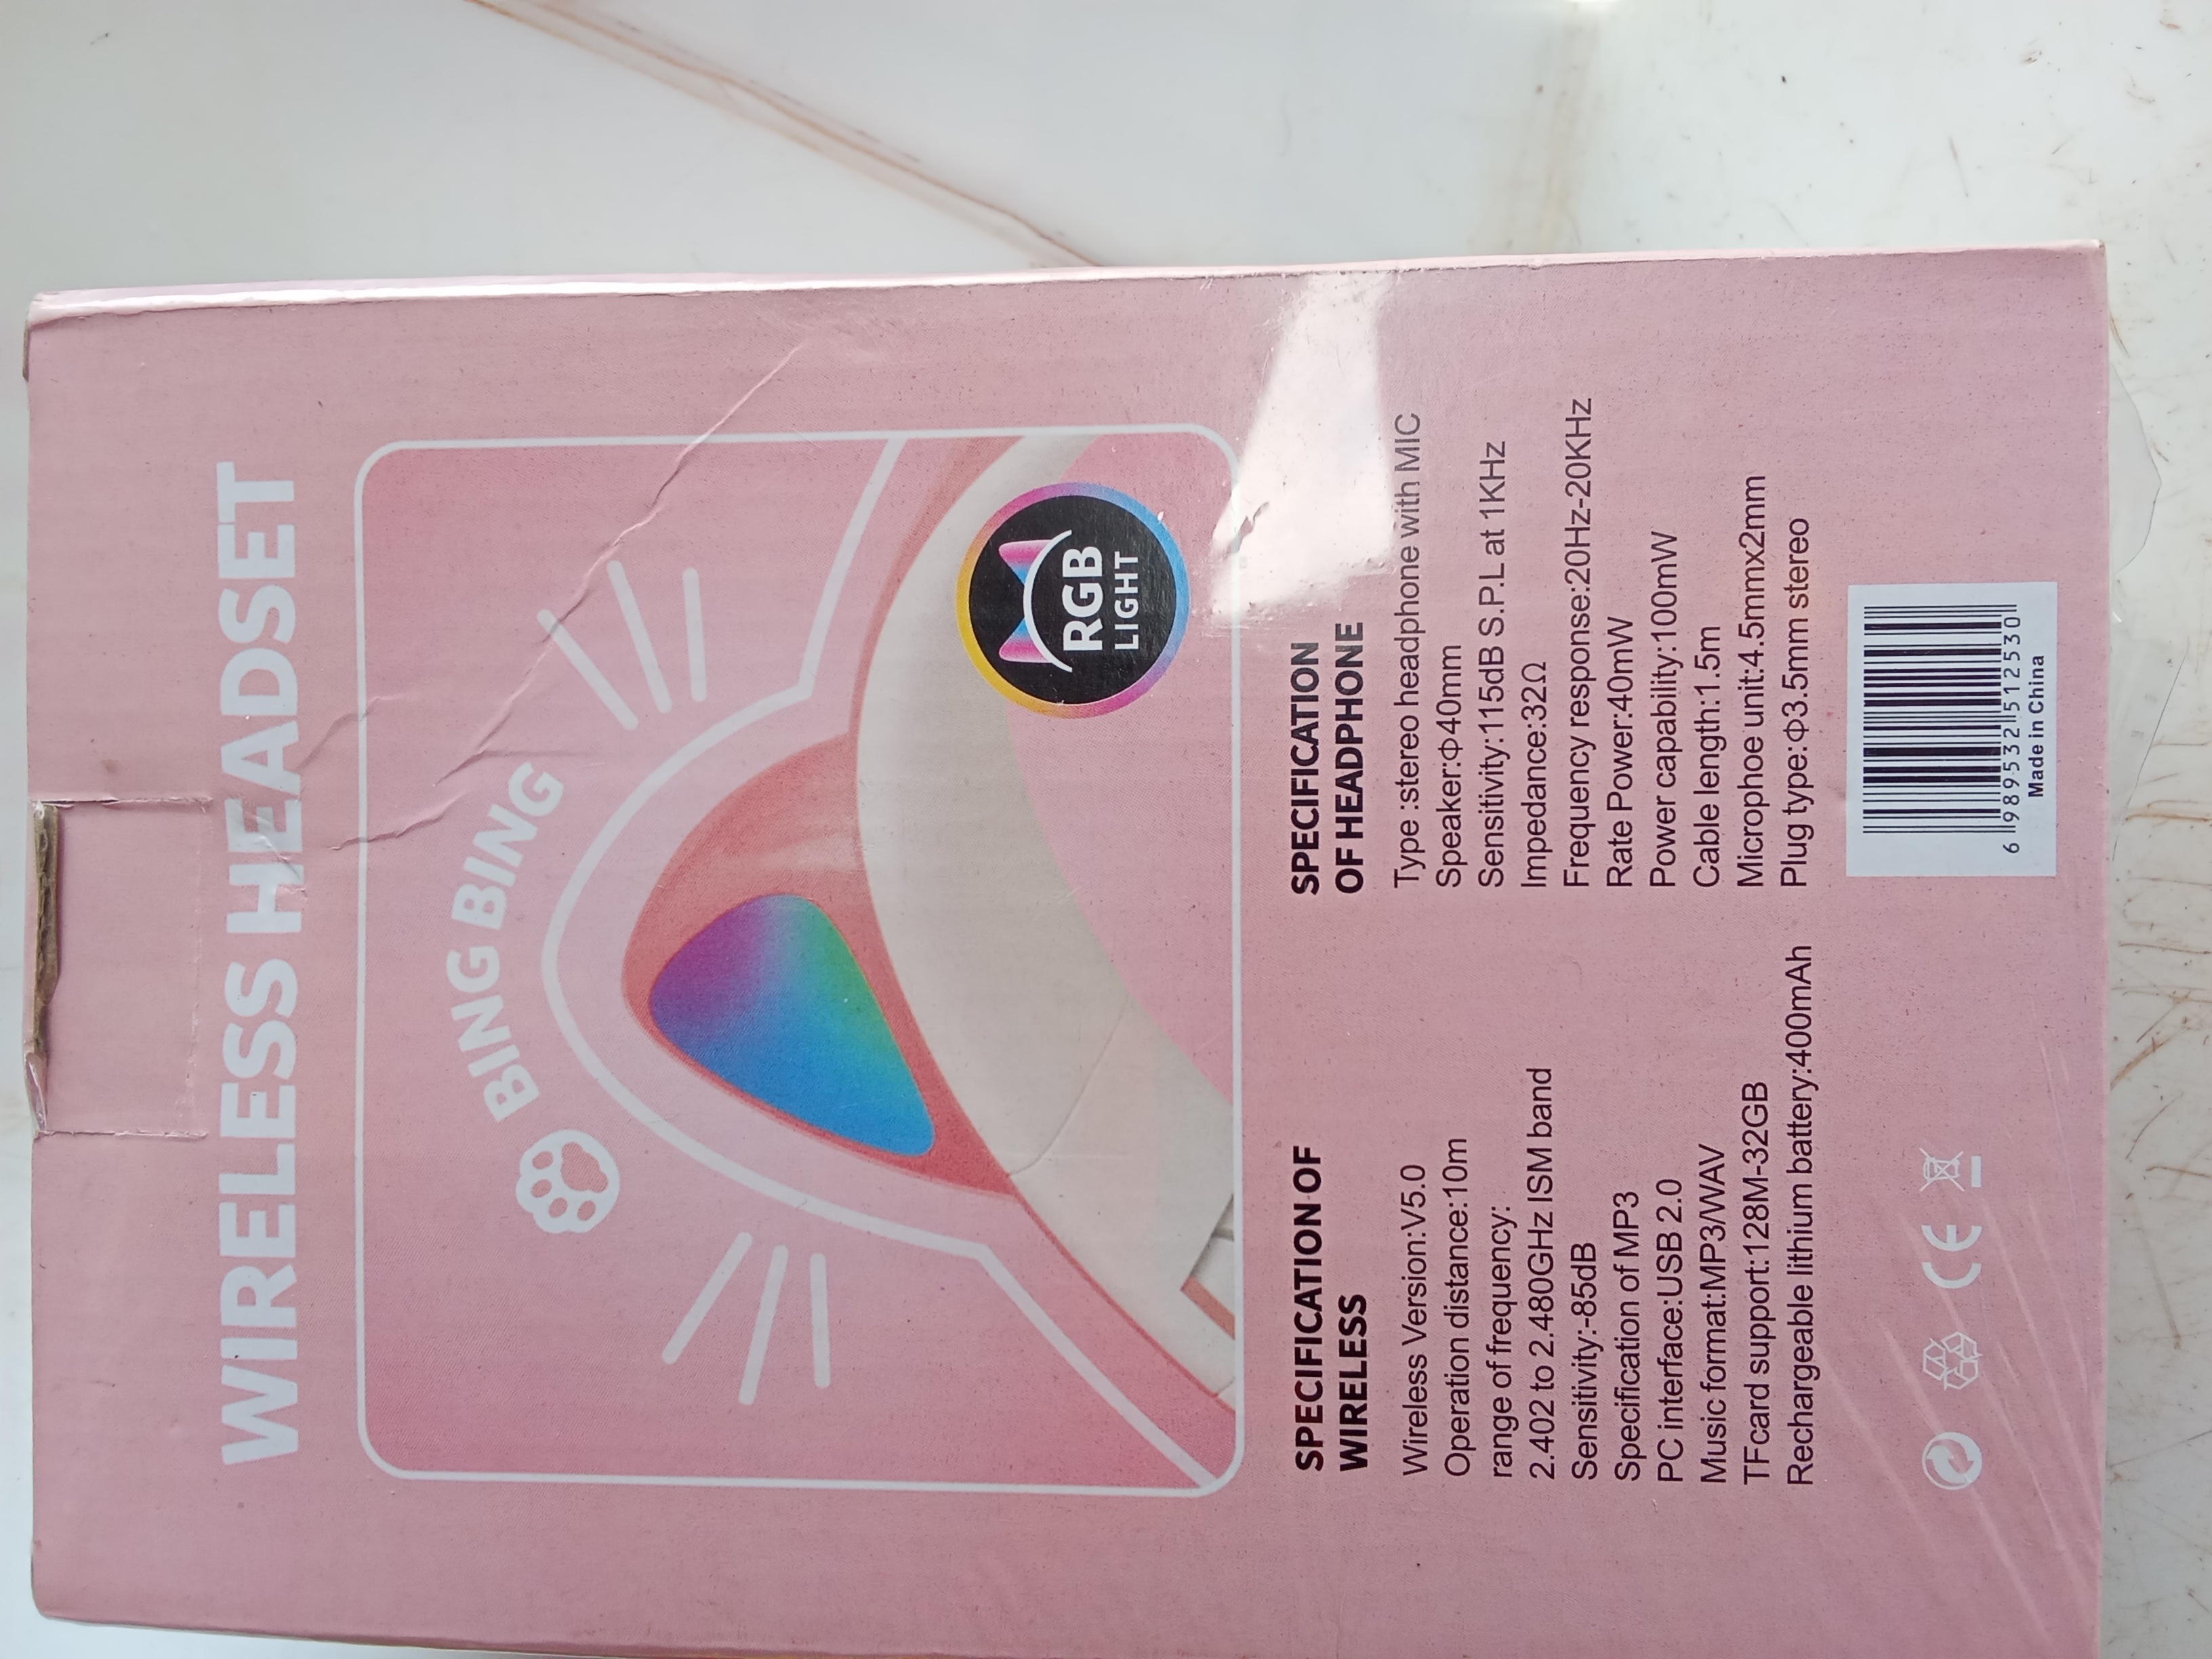 WIRELESS HEADSET
BING BING
RGB
LIGHT
SPECIFICATION OF
WIRELESS
Wireless Version:V5.0
Operation distance:10m
range of frequency:
2.402 to 2.480GHz ISM band
Sensitivity:-85dB
Specification of MP3
PC interface:USB 2.0
Music format:MP3/WAV
TFcard support:128M-32GB
Rechargeable lithium battery:400mAh
CE
SPECIFICATION
OF HEADPHONE
Type :stereo headphone with MIC
Speaker:Φ40mm
Sensitivity:115dB S.P.L at 1KHz
Impedance:32Ω
Frequency response:20Hz-20KHz
Rate Power:40mW
Power capability:100mW
Cable length:1.5m
Microphoe unit:4.5mmx2mm
Plug type:Φ3.5mm stereo
6 989532 512530
Made in China